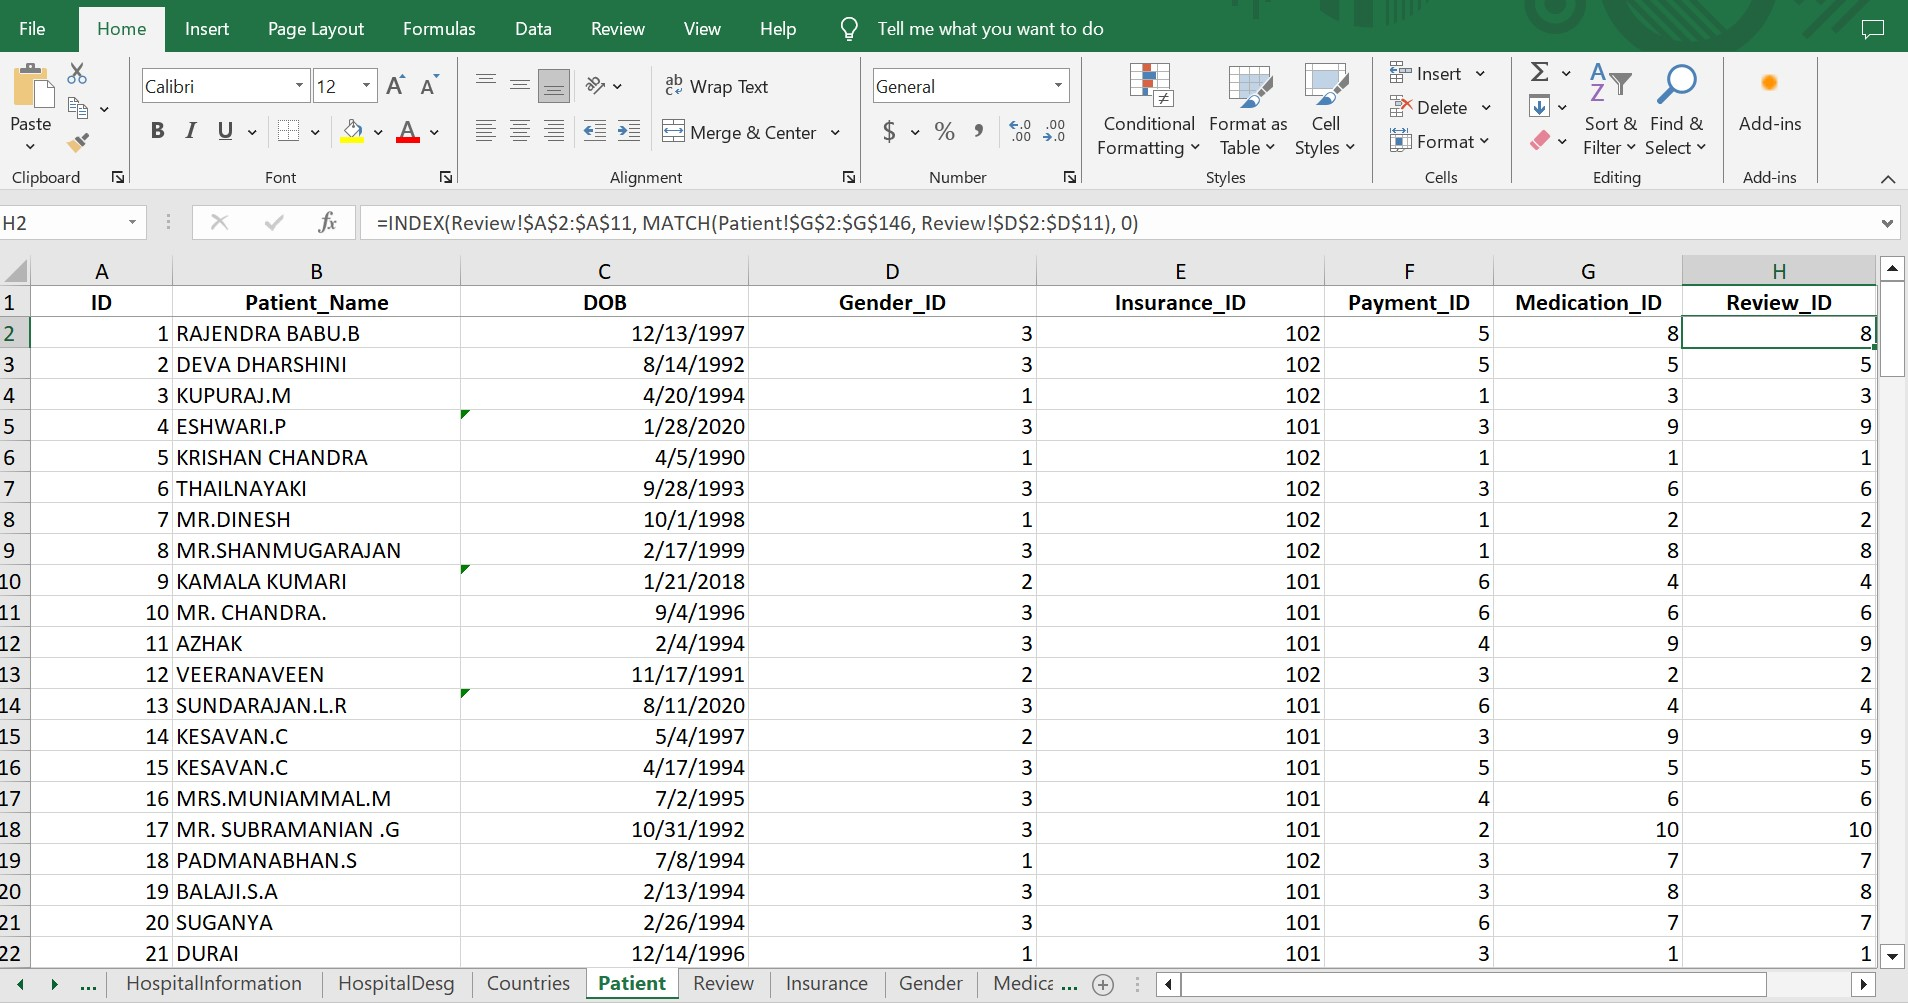 File Home Insert Page Layout Formulas Data Review View Help Tell me what you want to do
Paste
Clipboard
Calibri 12
B I U
Font
Wrap Text
Merge & Center
Alignment
General
$ % ,
Number
Conditional Formatting
Format as Table
Cell Styles
Styles
Insert
Delete
Format
Cells
Sort & Filter
Find & Select
Editing
Add-ins
Add-ins
H2 fx =INDEX(Review!$A$2:$A$11, MATCH(Patient!$G$2:$G$146, Review!$D$2:$D$11), 0)
A B C D E F G H
1 ID Patient_Name DOB Gender_ID Insurance_ID Payment_ID Medication_ID Review_ID
2 1 RAJENDRA BABU.B 12/13/1997 3 102 5 8 8
3 2 DEVA DHARSHINI 8/14/1992 3 102 5 5 5
4 3 KUPURAJ.M 4/20/1994 1 102 1 3 3
5 4 ESHWARI.P 1/28/2020 3 101 3 9 9
6 5 KRISHAN CHANDRA 4/5/1990 1 102 1 1 1
7 6 THAILNAYAKI 9/28/1993 3 102 3 6 6
8 7 MR.DINESH 10/1/1998 1 102 1 2 2
9 8 MR.SHANMUGARAJAN 2/17/1999 3 102 1 8 8
10 9 KAMALA KUMARI 1/21/2018 2 101 6 4 4
11 10 MR. CHANDRA. 9/4/1996 3 101 6 6 6
12 11 AZHAK 2/4/1994 3 101 4 9 9
13 12 VEERANAVEEN 11/17/1991 2 102 3 2 2
14 13 SUNDARAJAN.L.R 8/11/2020 3 101 6 4 4
15 14 KESAVAN.C 5/4/1997 2 101 3 9 9
16 15 KESAVAN.C 4/17/1994 3 101 5 5 5
17 16 MRS.MUNIAMMAL.M 7/2/1995 3 101 4 6 6
18 17 MR. SUBRAMANIAN .G 10/31/1992 3 101 2 10 10
19 18 PADMANABHAN.S 7/8/1994 1 102 3 7 7
20 19 BALAJI.S.A 2/13/1994 3 101 3 8 8
21 20 SUGANYA 2/26/1994 3 101 6 7 7
22 21 DURAI 12/14/1996 1 101 3 1 1
... HospitalInformation HospitalDesg Countries Patient Review Insurance Gender Medica ...